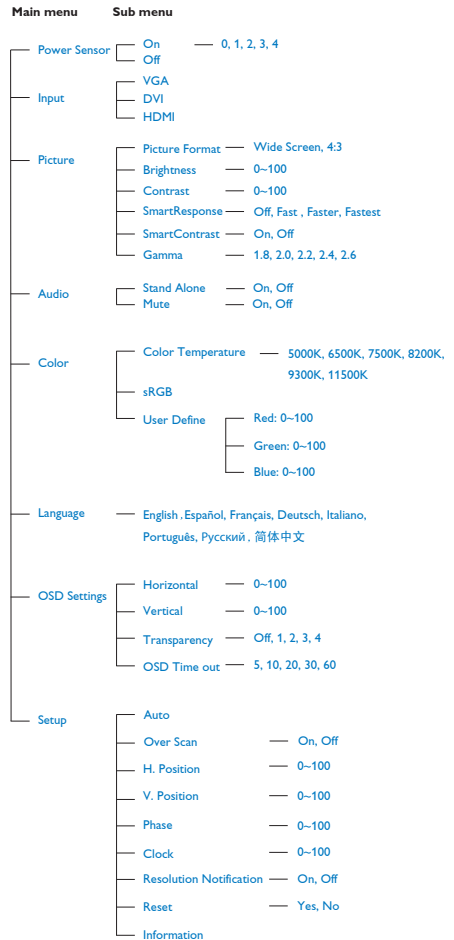 Main menu Sub menu
Power Sensor On 0, 1, 2, 3, 4
Off
Input VGA
DVI
HDMI
Picture Picture Format Wide Screen, 4:3
Brightness 0~100
Contrast 0~100
SmartResponse Off, Fast , Faster, Fastest
SmartContrast On, Off
Gamma 1.8, 2.0, 2.2, 2.4, 2.6
Audio Stand Alone On, Off
Mute On, Off
Color Color Temperature 5000K, 6500K, 7500K, 8200K,
9300K, 11500K
sRGB
User Define Red: 0~100
Green: 0~100
Blue: 0~100
Language English , Español, Français, Deutsch, Italiano,
Português, Русский , 简体中文
OSD Settings Horizontal 0~100
Vertical 0~100
Transparency Off, 1, 2, 3, 4
OSD Time out 5, 10, 20, 30, 60
Setup Auto
Over Scan On, Off
H. Position 0~100
V. Position 0~100
Phase 0~100
Clock 0~100
Resolution Notification On, Off
Reset Yes, No
Information